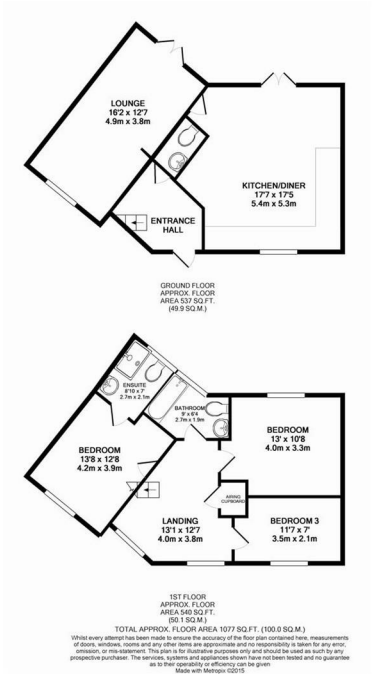 LOUNGE
16'2 x 12'7
4.9m x 3.8m
KITCHEN/DINER
17'7 x 17'5
5.4m x 5.3m
ENTRANCE
HALL
GROUND FLOOR
APPROX. FLOOR
AREA 537 SQ.FT.
(49.9 SQ.M.)
ENSUITE
8'10 x 7'
2.7m x 2.1m
BATHROOM
9' x 6'4
2.7m x 1.9m
BEDROOM
13'8 x 12'8
4.2m x 3.9m
BEDROOM
13' x 10'8
4.0m x 3.3m
AIRING
CUPBOARD
LANDING
13'1 x 12'7
4.0m x 3.8m
BEDROOM 3
11'7 x 7'
3.5m x 2.1m
1ST FLOOR
APPROX. FLOOR
AREA 540 SQ.FT.
(50.1 SQ.M.)
TOTAL APPROX. FLOOR AREA 1077 SQ.FT. (100.0 SQ.M.)
Whilst every attempt has been made to ensure the accuracy of the floor plan contained here, measurements
of doors, windows, rooms and any other items are approximate and no responsibility is taken for any error,
omission, or mis-statement. This plan is for illustrative purposes only and should be used as such by any
prospective purchaser. The services, systems and appliances shown have not been tested and no guarantee
as to their operability or efficiency can be given
Made with Metropix ©2015